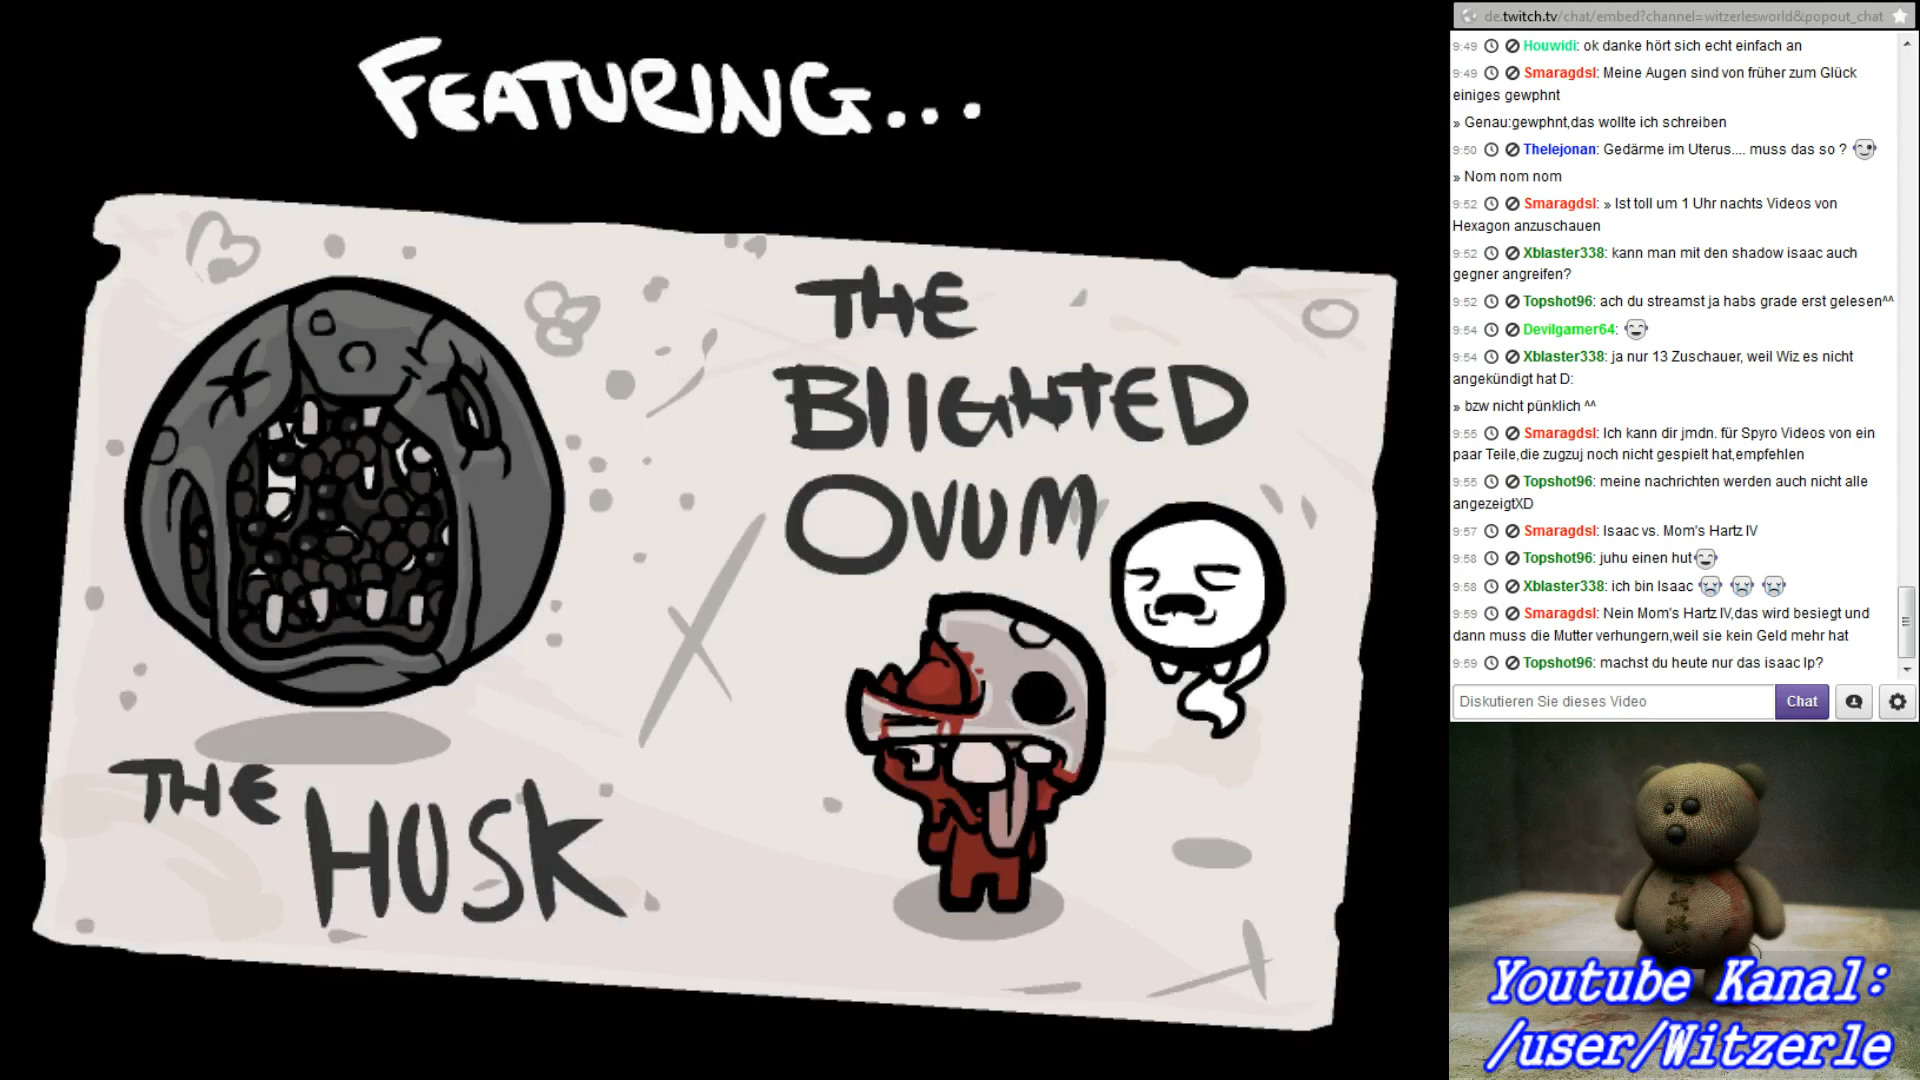 FEATURING...
THE
BLIGHTED
OVUM
THE HUSK
de.twitch.tv/chat/embed?channel=witzerlesworld&popout_chat
9:49 Houwidi: ok danke hört sich echt einfach an
9:49 Smaragdsl: Meine Augen sind von früher zum Glück
einiges gewphnt
» Genau:gewphnt,das wollte ich schreiben
9:50 Thelejonan: Gedärme im Uterus.... muss das so ?
» Nom nom nom
9:52 Smaragdsl: » Ist toll um 1 Uhr nachts Videos von
Hexagon anzuschauen
9:52 Xblaster338: kann man mit den shadow isaac auch
gegner angreifen?
9:52 Topshot96: ach du streamst ja habs grade erst gelesen^^
9:54 Devilgamer64:
9:54 Xblaster338: ja nur 13 Zuschauer, weil Wiz es nicht
angekündigt hat D:
» bzw nicht pünklich ^^
9:55 Smaragdsl: Ich kann dir jmdn. für Spyro Videos von ein
paar Teile,die zugzuj noch nicht gespielt hat,empfehlen
9:55 Topshot96: meine nachrichten werden auch nicht alle
angezeigtXD
9:57 Smaragdsl: Isaac vs. Mom's Hartz IV
9:58 Topshot96: juhu einen hut
9:58 Xblaster338: ich bin Isaac
9:59 Smaragdsl: Nein Mom's Hartz IV,das wird besiegt und
dann muss die Mutter verhungern,weil sie kein Geld mehr hat
9:59 Topshot96: machst du heute nur das isaac lp?
Diskutieren Sie dieses Video
Chat
Youtube Kanal:
/user/Witzerle